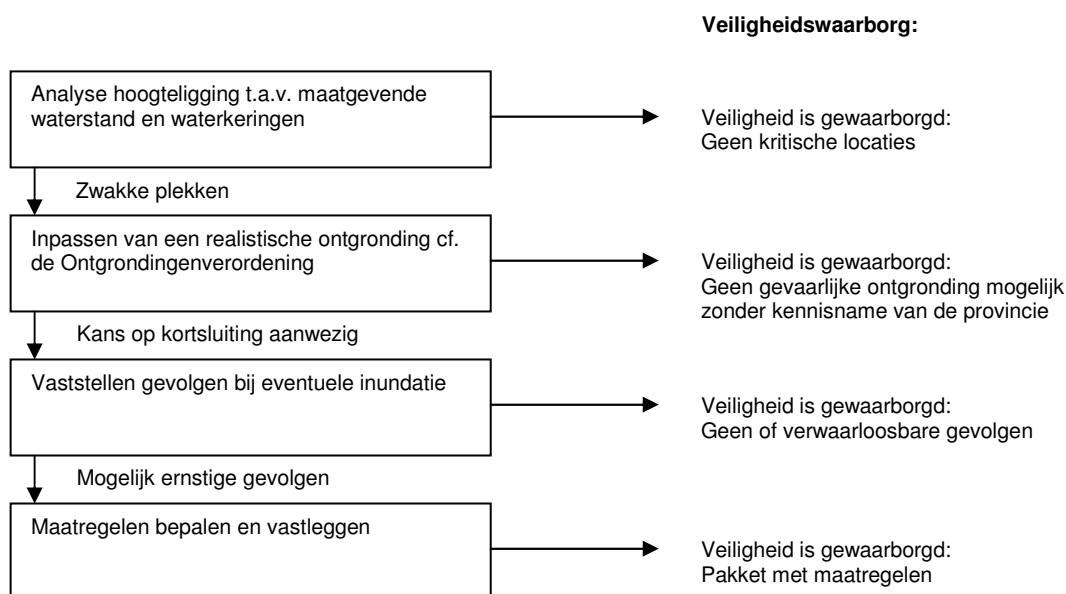 Veiligheidswaarborg:
Analyse hoogteligging t.a.v. maatgevende
waterstand en waterkeringen
Veiligheid is gewaarborgd:
Geen kritische locaties
Zwakke plekken
Inpassen van een realistische ontgronding cf.
de Ontgrondingenverordening
Veiligheid is gewaarborgd:
Geen gevaarlijke ontgronding mogelijk
zonder kennisname van de provincie
Kans op kortsluiting aanwezig
Vaststellen gevolgen bij eventuele inundatie
Veiligheid is gewaarborgd:
Geen of verwaarloosbare gevolgen
Mogelijk ernstige gevolgen
Maatregelen bepalen en vastleggen
Veiligheid is gewaarborgd:
Pakket met maatregelen